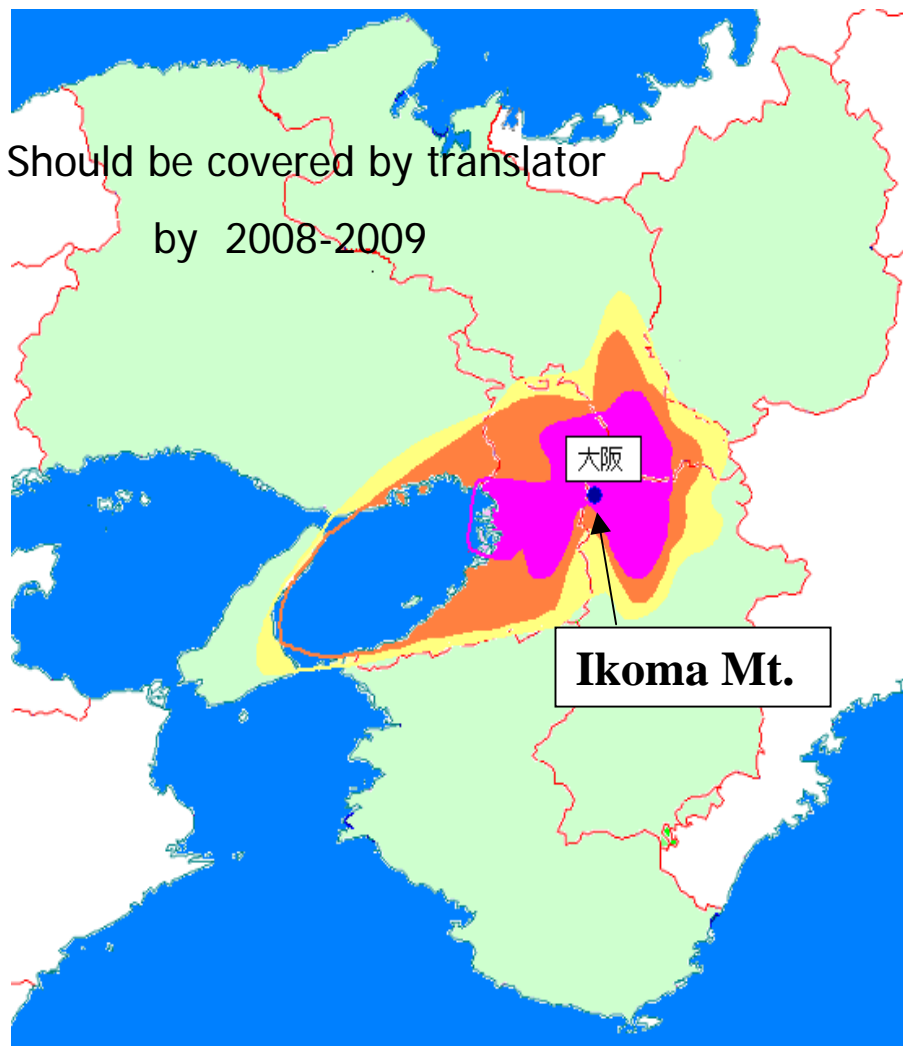 Should be covered by translator
by 2008-2009
大阪
Ikoma Mt.